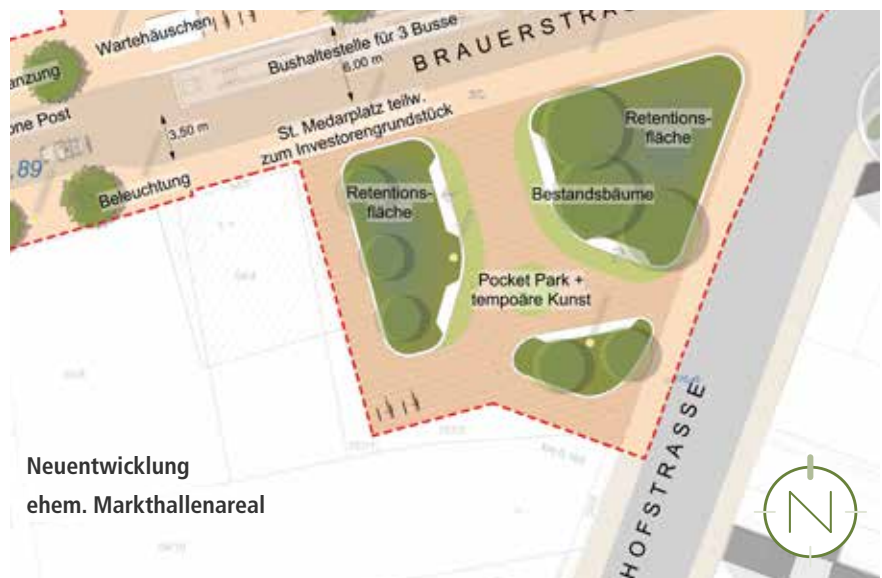 Wartehäuschen
Bushaltestelle für 3 Busse
6.00 m
BRAUERSTRA
anzung
one Post
3,50 m
St. Medarplatz teilw.
zum Investorengrundstück
89
Beleuchtung
Retentions-
fläche
Retentions-
fläche
Bestandsbäume
Pocket Park +
tempoäre Kunst
HOFSTRASSE
Neuentwicklung
ehem. Markthallenareal
N